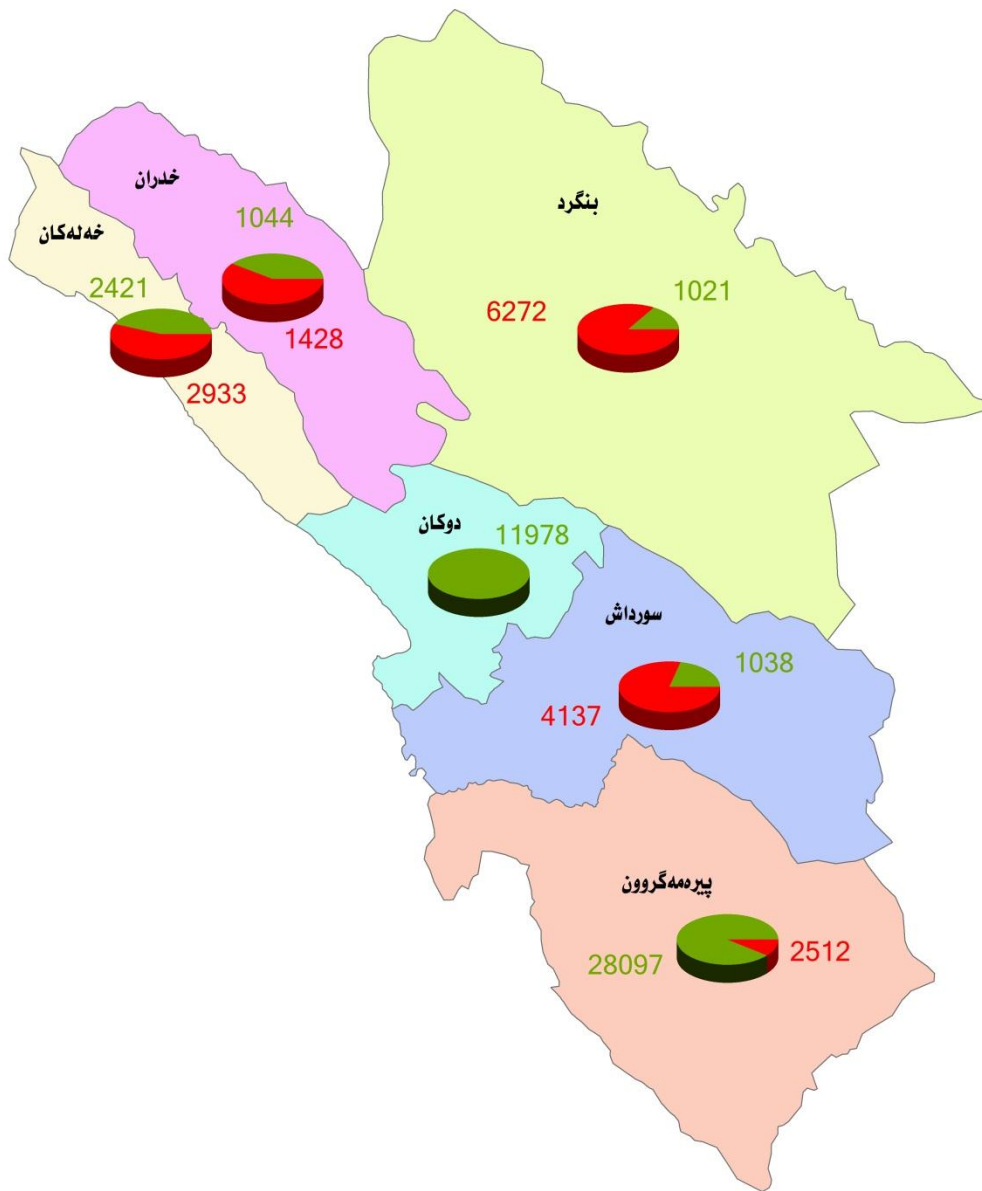 خدران
1044
1428
خەلەکان
2421
2933
بنگرد
6272
1021
دوکان
11978
سورداش
1038
4137
پیرەمەگروون
28097
2512